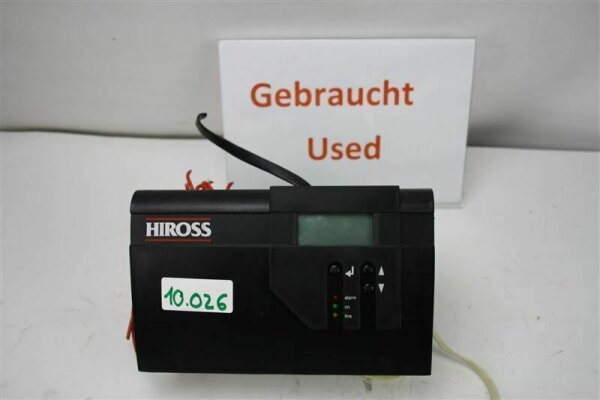 Gebraucht
Used
HIROSS
10.026
alarm
on
line